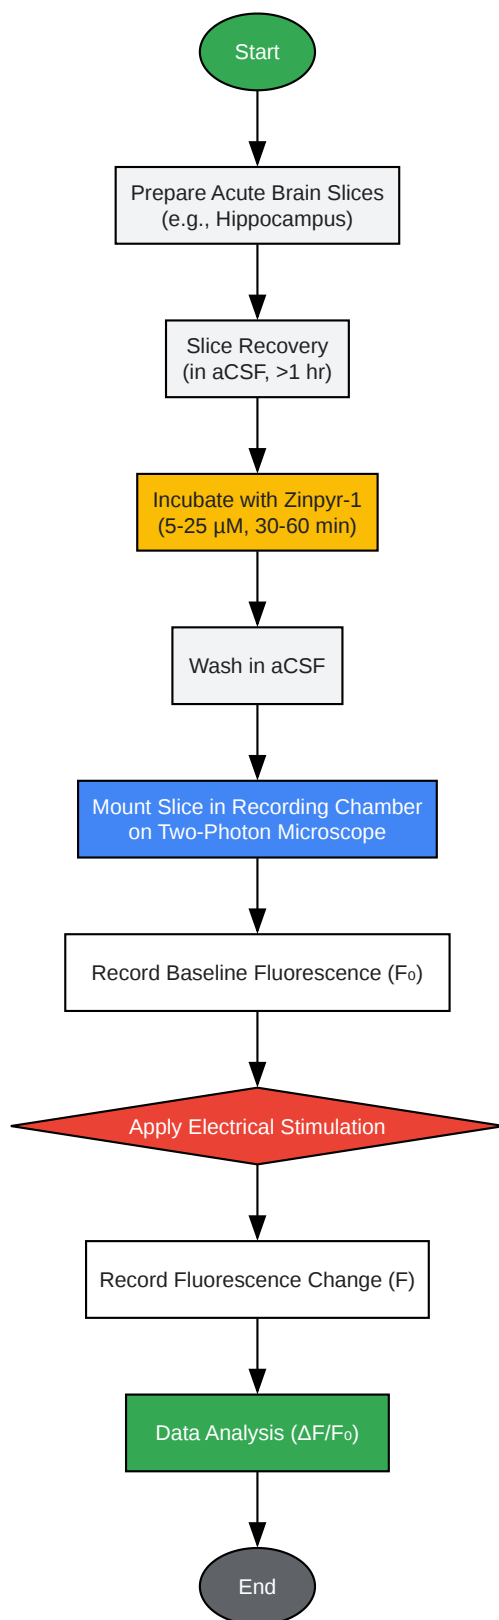 Start
Prepare Acute Brain Slices
(e.g., Hippocampus)
Slice Recovery
(in aCSF, >1 hr)
Incubate with Zinpyr-1
(5-25 µM, 30-60 min)
Wash in aCSF
Mount Slice in Recording Chamber
on Two-Photon Microscope
Record Baseline Fluorescence (F₀)
Apply Electrical Stimulation
Record Fluorescence Change (F)
Data Analysis (ΔF/F₀)
End